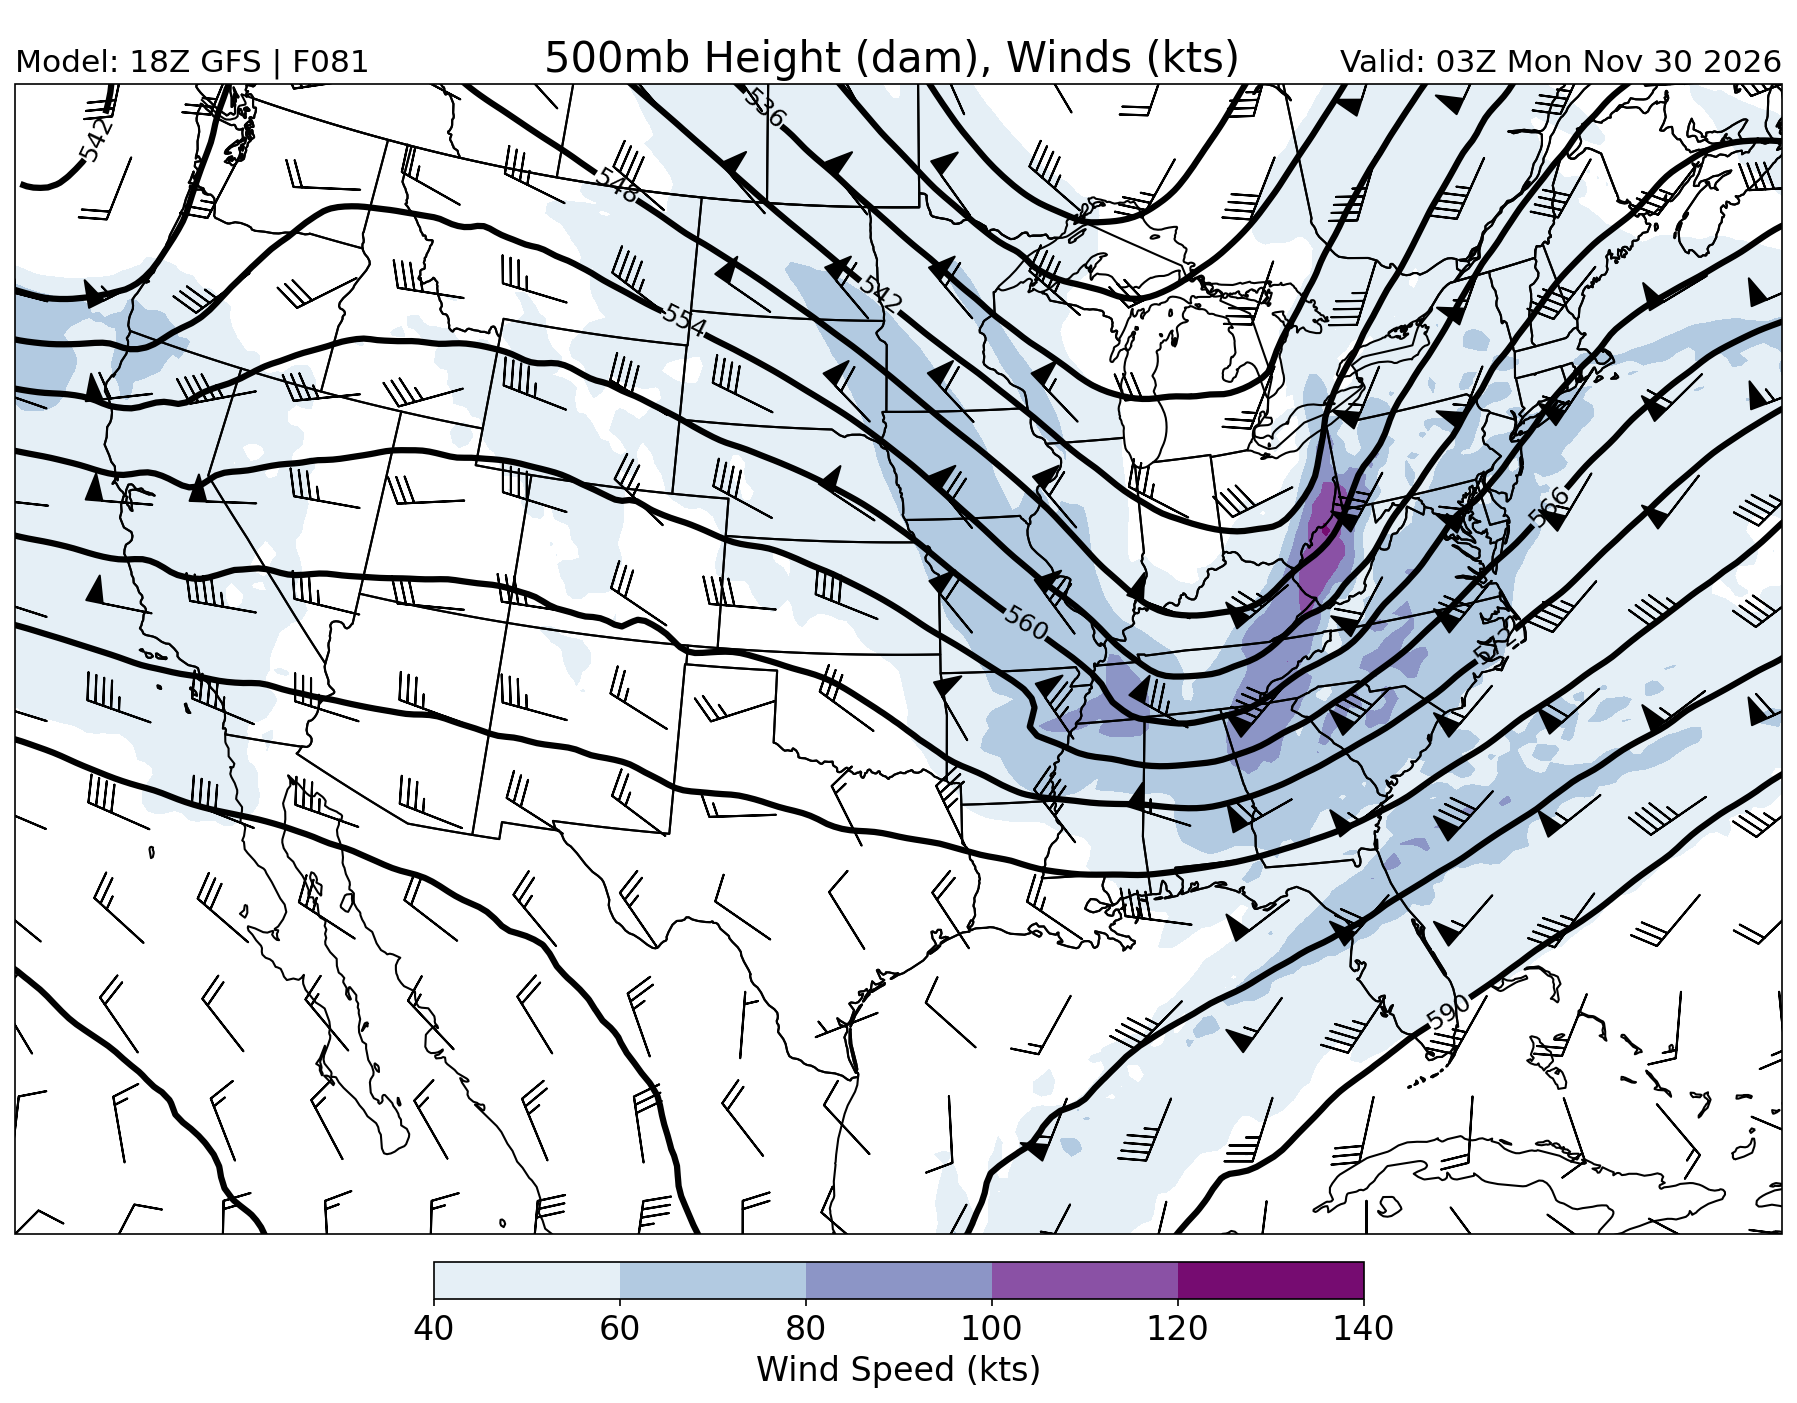 Model: 18Z GFS | F081
500mb Height (dam), Winds (kts)
Valid: 03Z Mon Nov 30 2026
536
542
548
542
554
566
560
572
590
40 60 80 100 120 140
Wind Speed (kts)